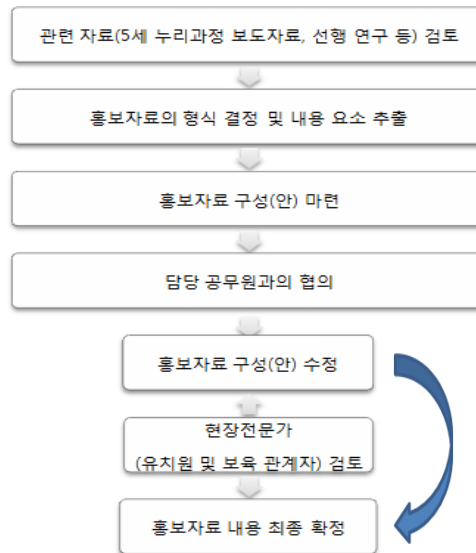 관련 자료(5세 누리과정 보도자료, 선행 연구 등) 검토
홍보자료의 형식 결정 및 내용 요소 추출
홍보자료 구성(안) 마련
담당 공무원과의 협의
홍보자료 구성(안) 수정
현장전문가
(유치원 및 보육 관계자) 검토
홍보자료 내용 최종 확정